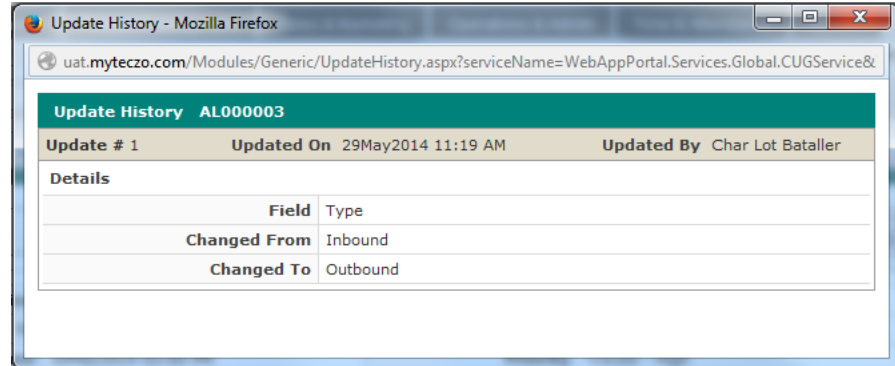 Update History - Mozilla Firefox
uat.myteczo.com/Modules/Generic/UpdateHistory.aspx?serviceName=WebAppPortal.Services.Global.CUGService&
Update History AL000003
Update # 1 Updated On 29May2014 11:19 AM Updated By Char Lot Bataller
Details
Field Type
Changed From Inbound
Changed To Outbound